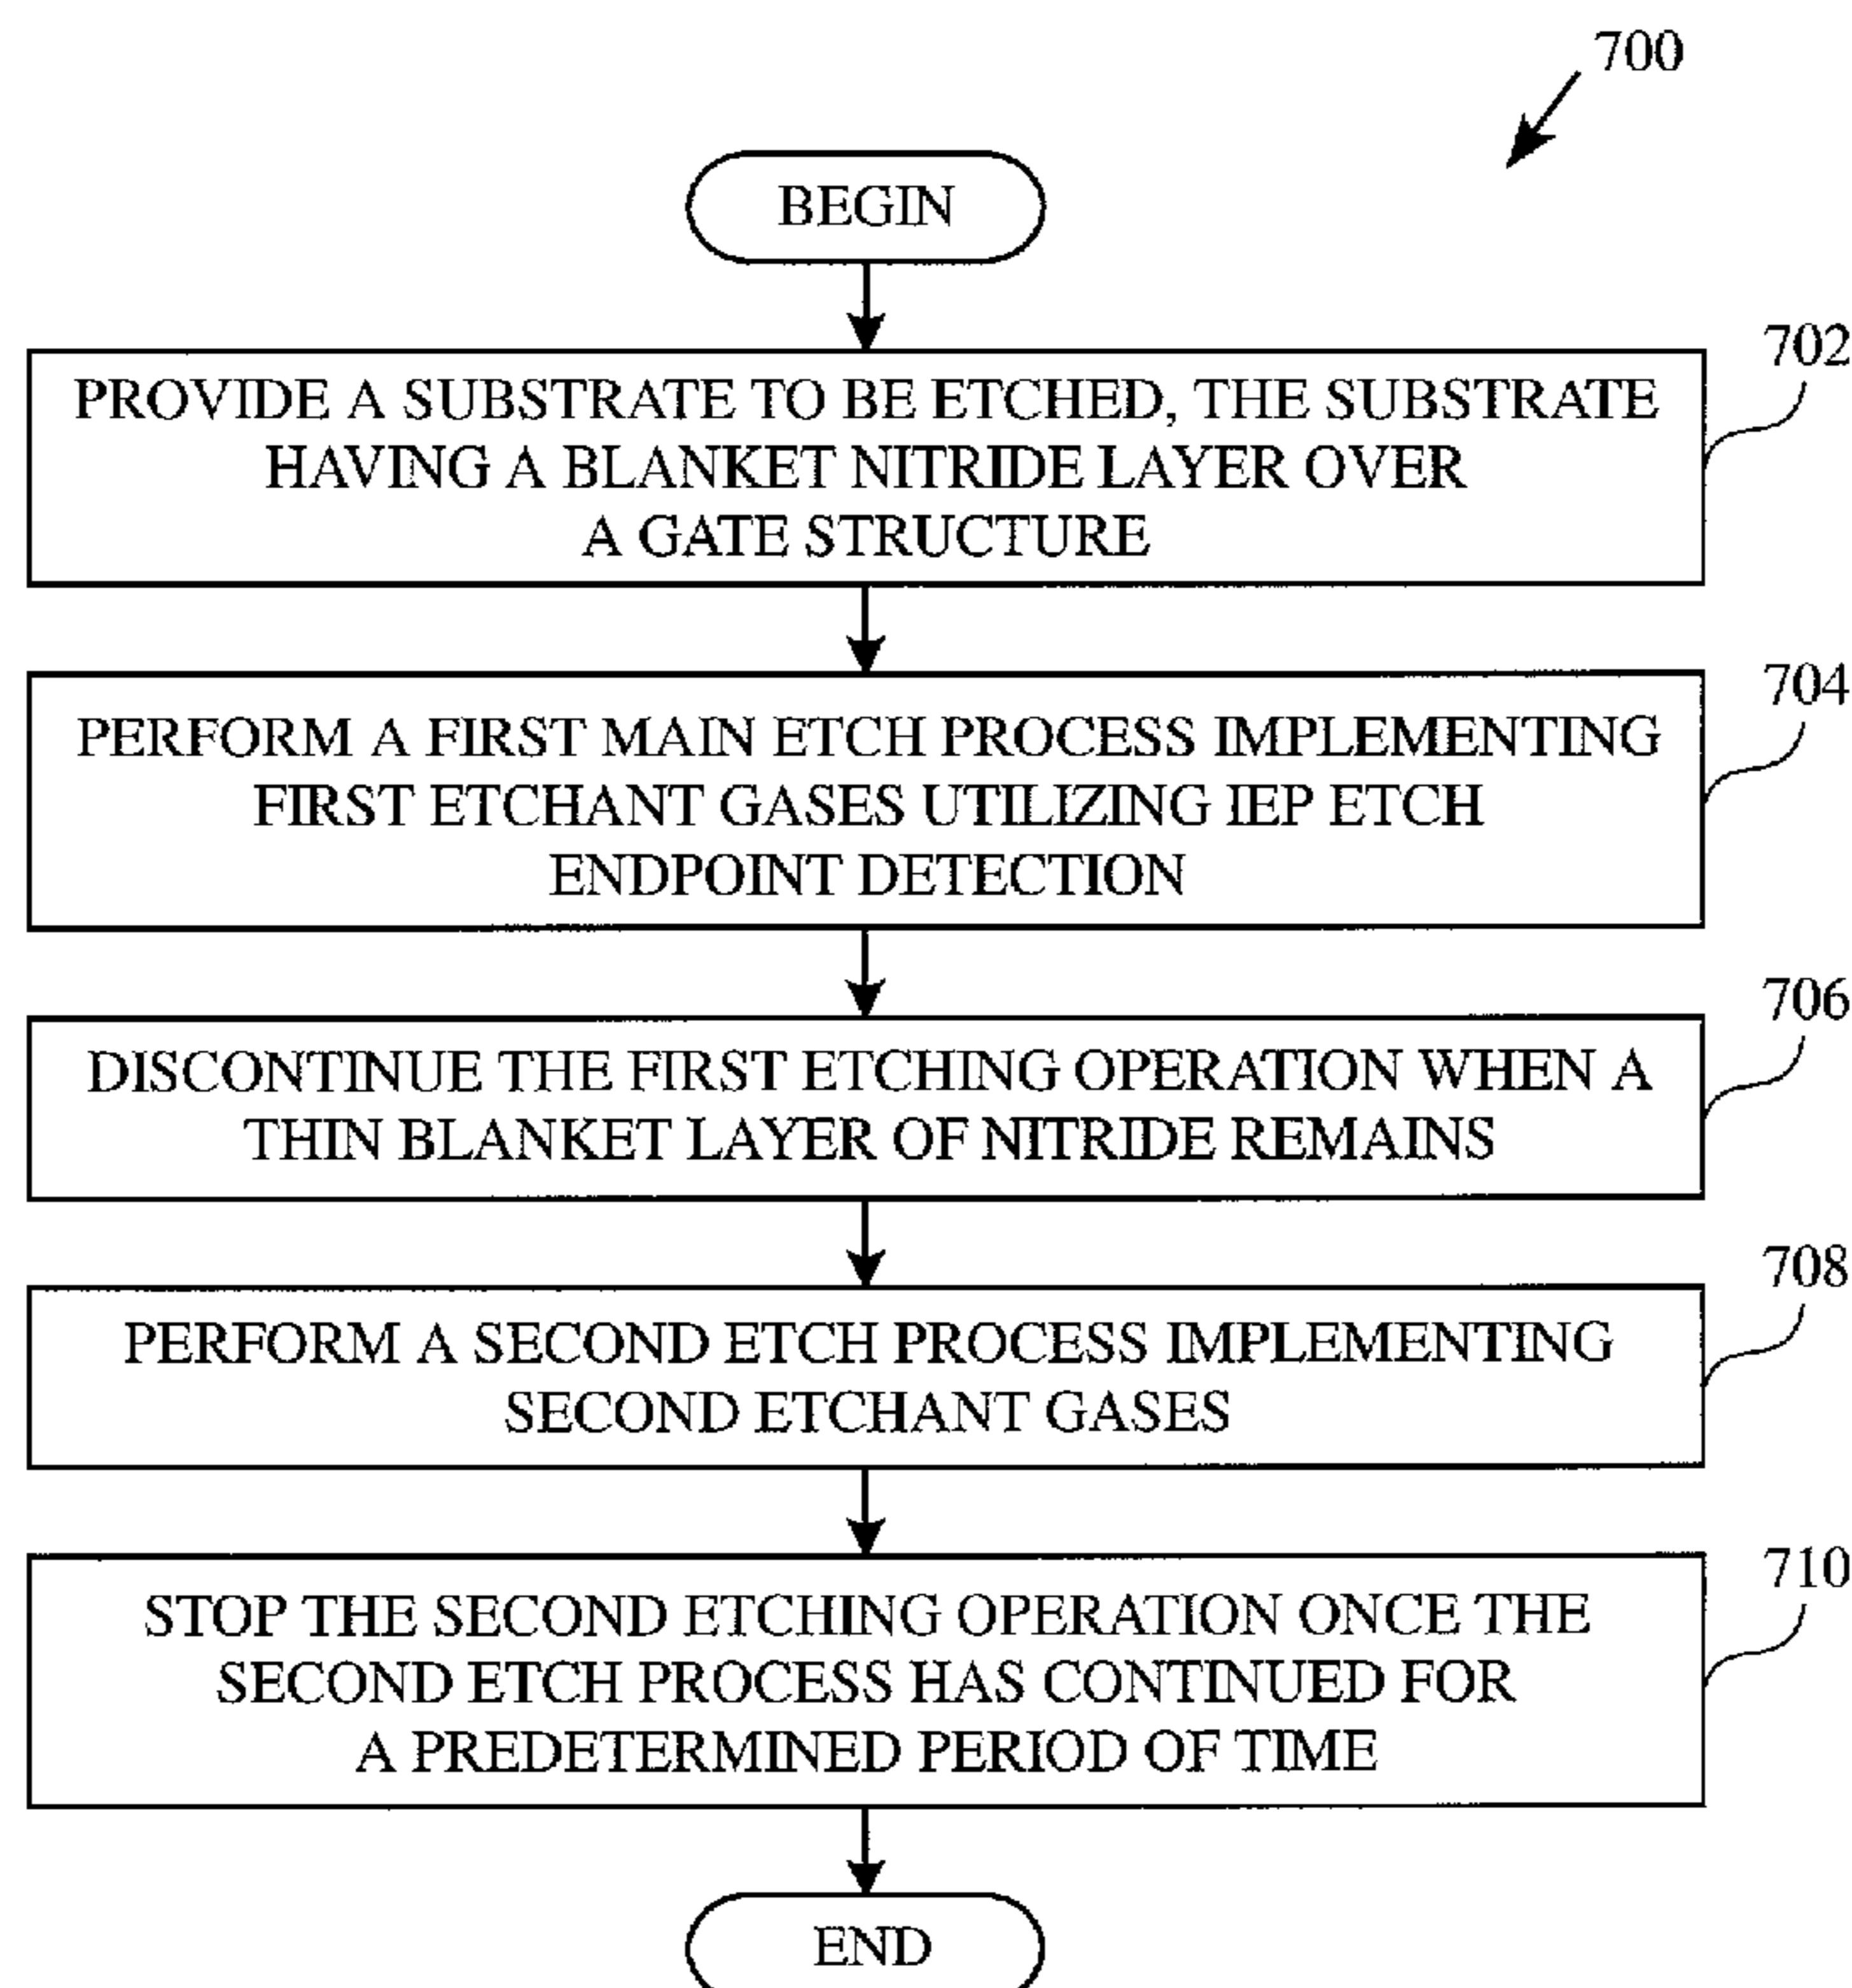 700
BEGIN
702
PROVIDE A SUBSTRATE TO BE ETCHED, THE SUBSTRATE
HAVING A BLANKET NITRIDE LAYER OVER
A GATE STRUCTURE
704
PERFORM A FIRST MAIN ETCH PROCESS IMPLEMENTING
FIRST ETCHANT GASES UTILIZING IEP ETCH
ENDPOINT DETECTION
706
DISCONTINUE THE FIRST ETCHING OPERATION WHEN A
THIN BLANKET LAYER OF NITRIDE REMAINS
708
PERFORM A SECOND ETCH PROCESS IMPLEMENTING
SECOND ETCHANT GASES
710
STOP THE SECOND ETCHING OPERATION ONCE THE
SECOND ETCH PROCESS HAS CONTINUED FOR
A PREDETERMINED PERIOD OF TIME
END